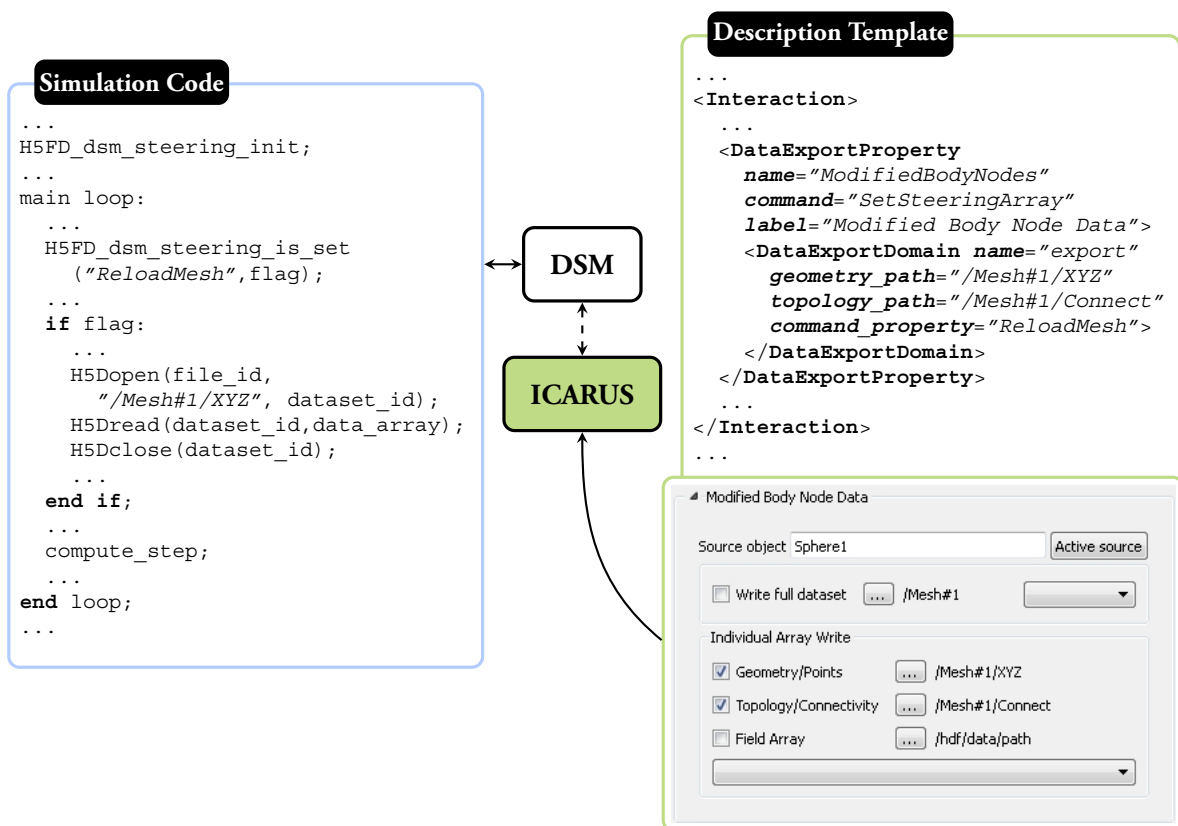 Simulation Code
...
H5FD_dsm_steering_init;
...
main loop:
...
H5FD_dsm_steering_is_set
("ReloadMesh",flag);
...
if flag:
...
H5Dopen(file_id,
"/Mesh#1/XYZ", dataset_id);
H5Dread(dataset_id,data_array);
H5Dclose(dataset_id);
...
end if;
...
compute_step;
...
end loop;
...
DSM
ICARUS
Description Template
...
<Interaction>
...
<DataExportProperty
name="ModifiedBodyNodes"
command="SetSteeringArray"
label="Modified Body Node Data">
<DataExportDomain name="export"
geometry_path="/Mesh#1/XYZ"
topology_path="/Mesh#1/Connect"
command_property="ReloadMesh">
</DataExportDomain>
</DataExportProperty>
...
</Interaction>
...
Modified Body Node Data
Source object Sphere1 Active source
Write full dataset ... /Mesh#1
Individual Array Write
Geometry/Points ... /Mesh#1/XYZ
Topology/Connectivity ... /Mesh#1/Connect
Field Array ... /hdf/data/path